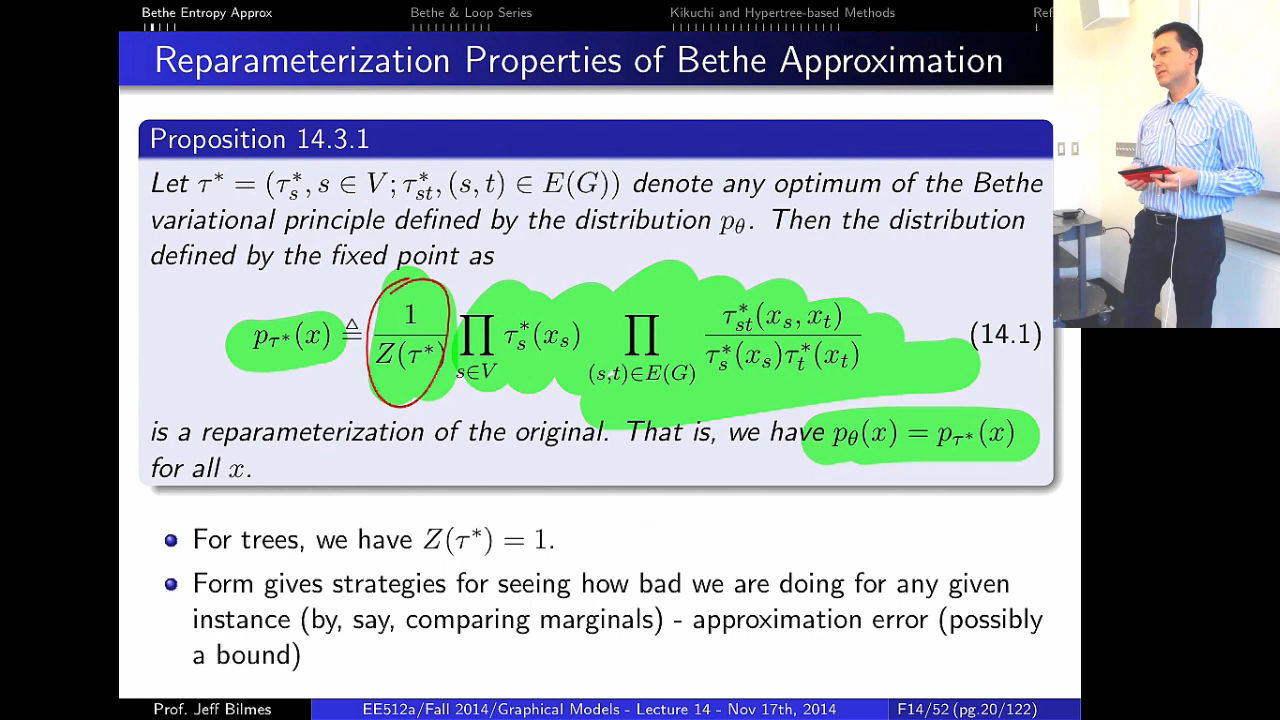 Bethe Entropy Approx Bethe & Loop Series Kikuchi and Hypertree-based Methods Ref
Reparameterization Properties of Bethe Approximation
Proposition 14.3.1
Let τ* = (τ*_s, s ∈ V; τ*_st, (s, t) ∈ E(G)) denote any optimum of the Bethe
variational principle defined by the distribution p_θ. Then the distribution
defined by the fixed point as
p_τ*(x) ≜ 1/Z(τ*) ∏_{s∈V} τ*_s(x_s) ∏_{(s,t)∈E(G)} τ*_st(x_s, x_t)/τ*_s(x_s)τ*_t(x_t) (14.1)
is a reparameterization of the original. That is, we have p_θ(x) = p_τ*(x)
for all x.
For trees, we have Z(τ*) = 1.
Form gives strategies for seeing how bad we are doing for any given
instance (by, say, comparing marginals) - approximation error (possibly
a bound)
Prof. Jeff Bilmes EE512a/Fall 2014/Graphical Models - Lecture 14 - Nov 17th, 2014 F14/52 (pg.20/122)